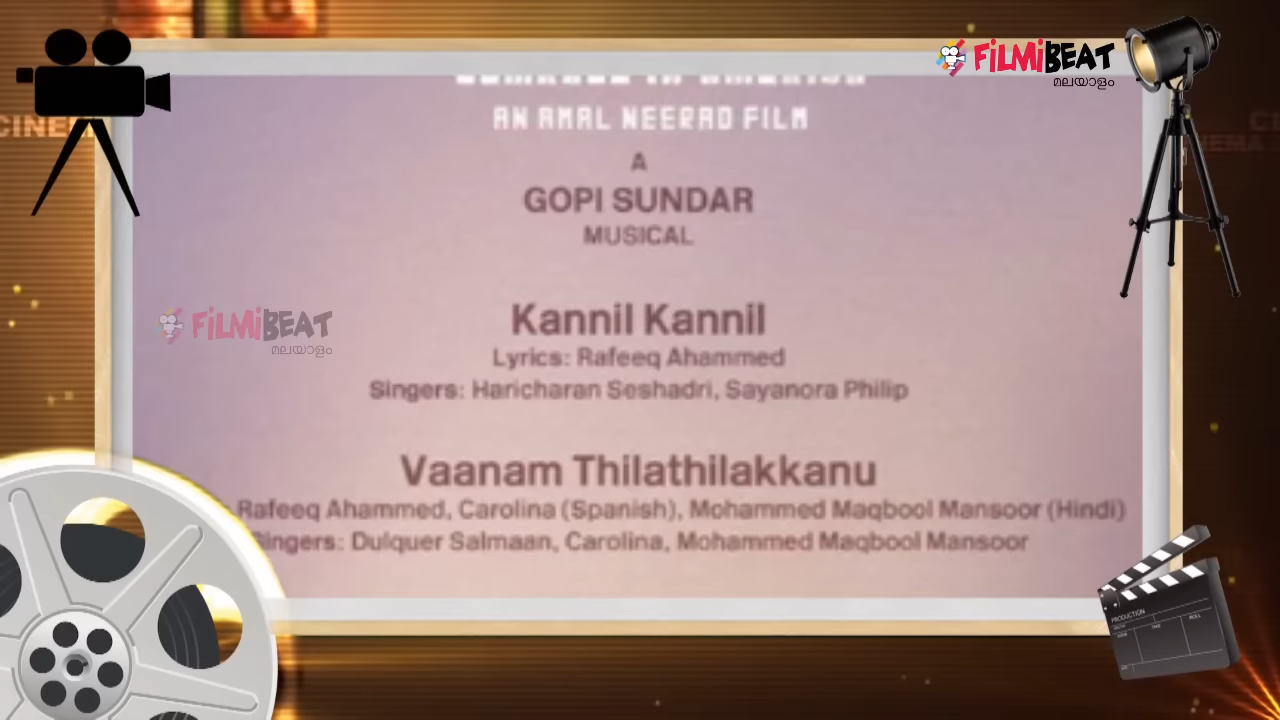 FiLMiBEAT
മലയാളം
CINEM
AN AMAL NEERAD FILM
A
GOPI SUNDAR
MUSICAL
FiLMiBEAT
മലയാളം
Kannil Kannil
Lyrics: Rafeeq Ahammed
Singers: Haricharan Seshadri, Sayanora Philip
Vaanam Thilathilakkanu
Rafeeq Ahammed, Carolina (Spanish), Mohammed Maqbool Mansoor (Hindi)
Singers: Dulquer Salmaan, Carolina, Mohammed Maqbool Mansoor
PRODUCTION